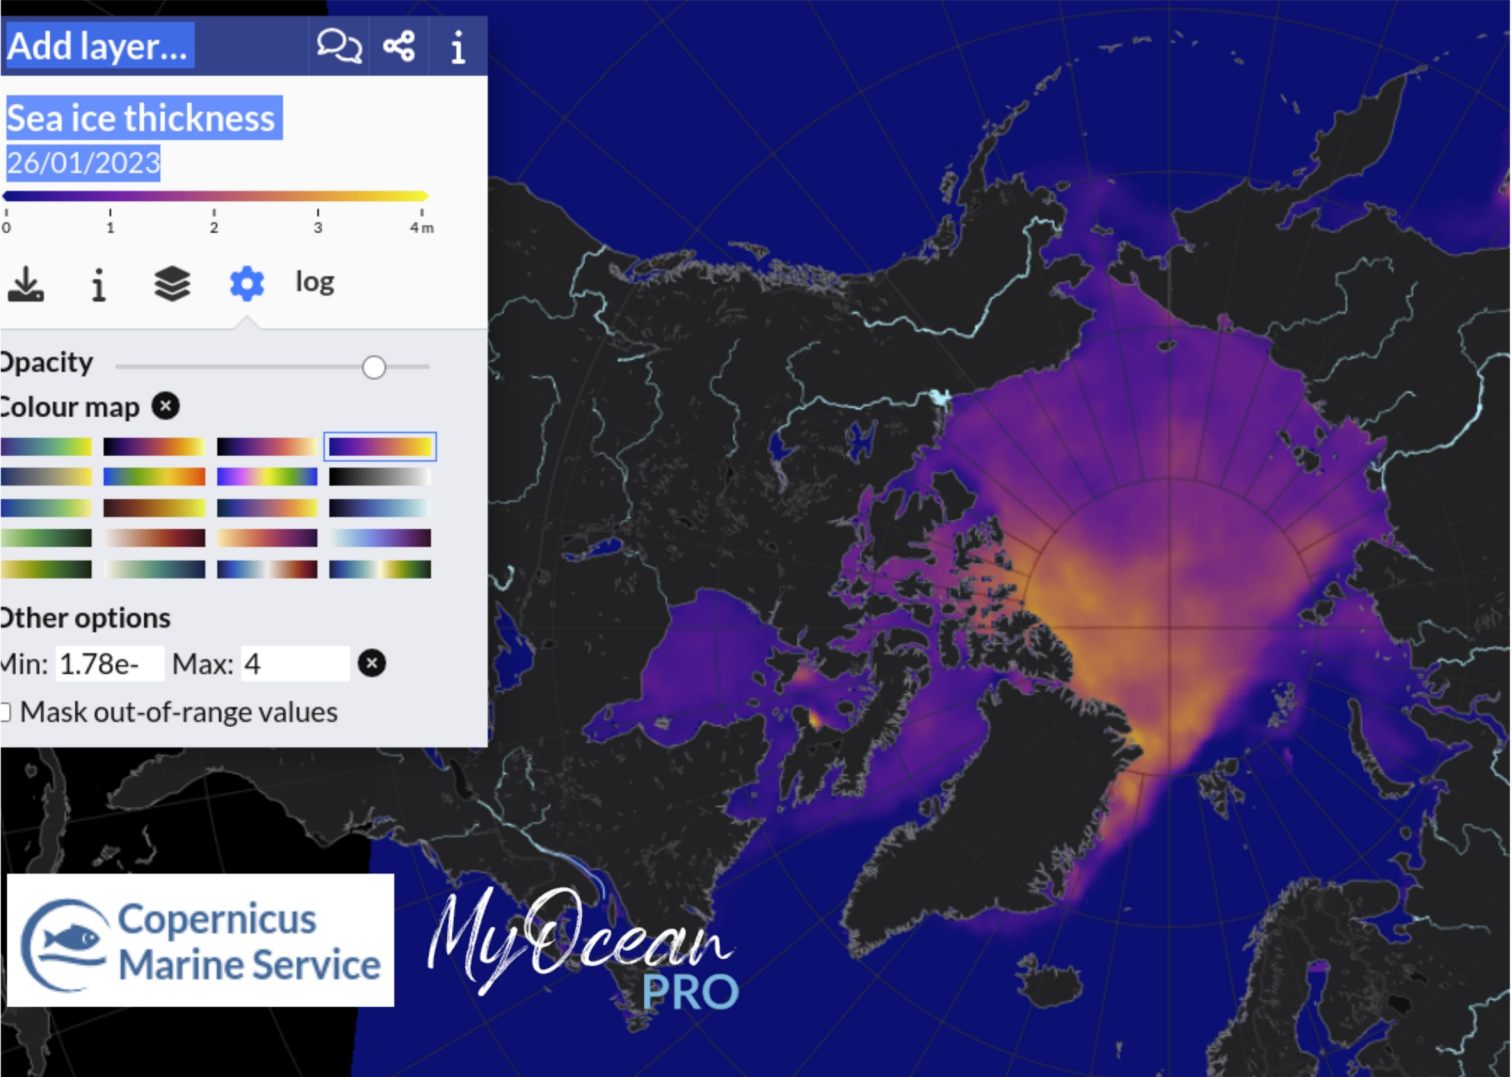 Add layer...
Sea ice thickness
26/01/2023
0 1 2 3 4 m
log
Opacity
Colour map
Other options
Min: 1.78e- Max: 4
Mask out-of-range values
Copernicus
Marine Service
MyOcean
PRO